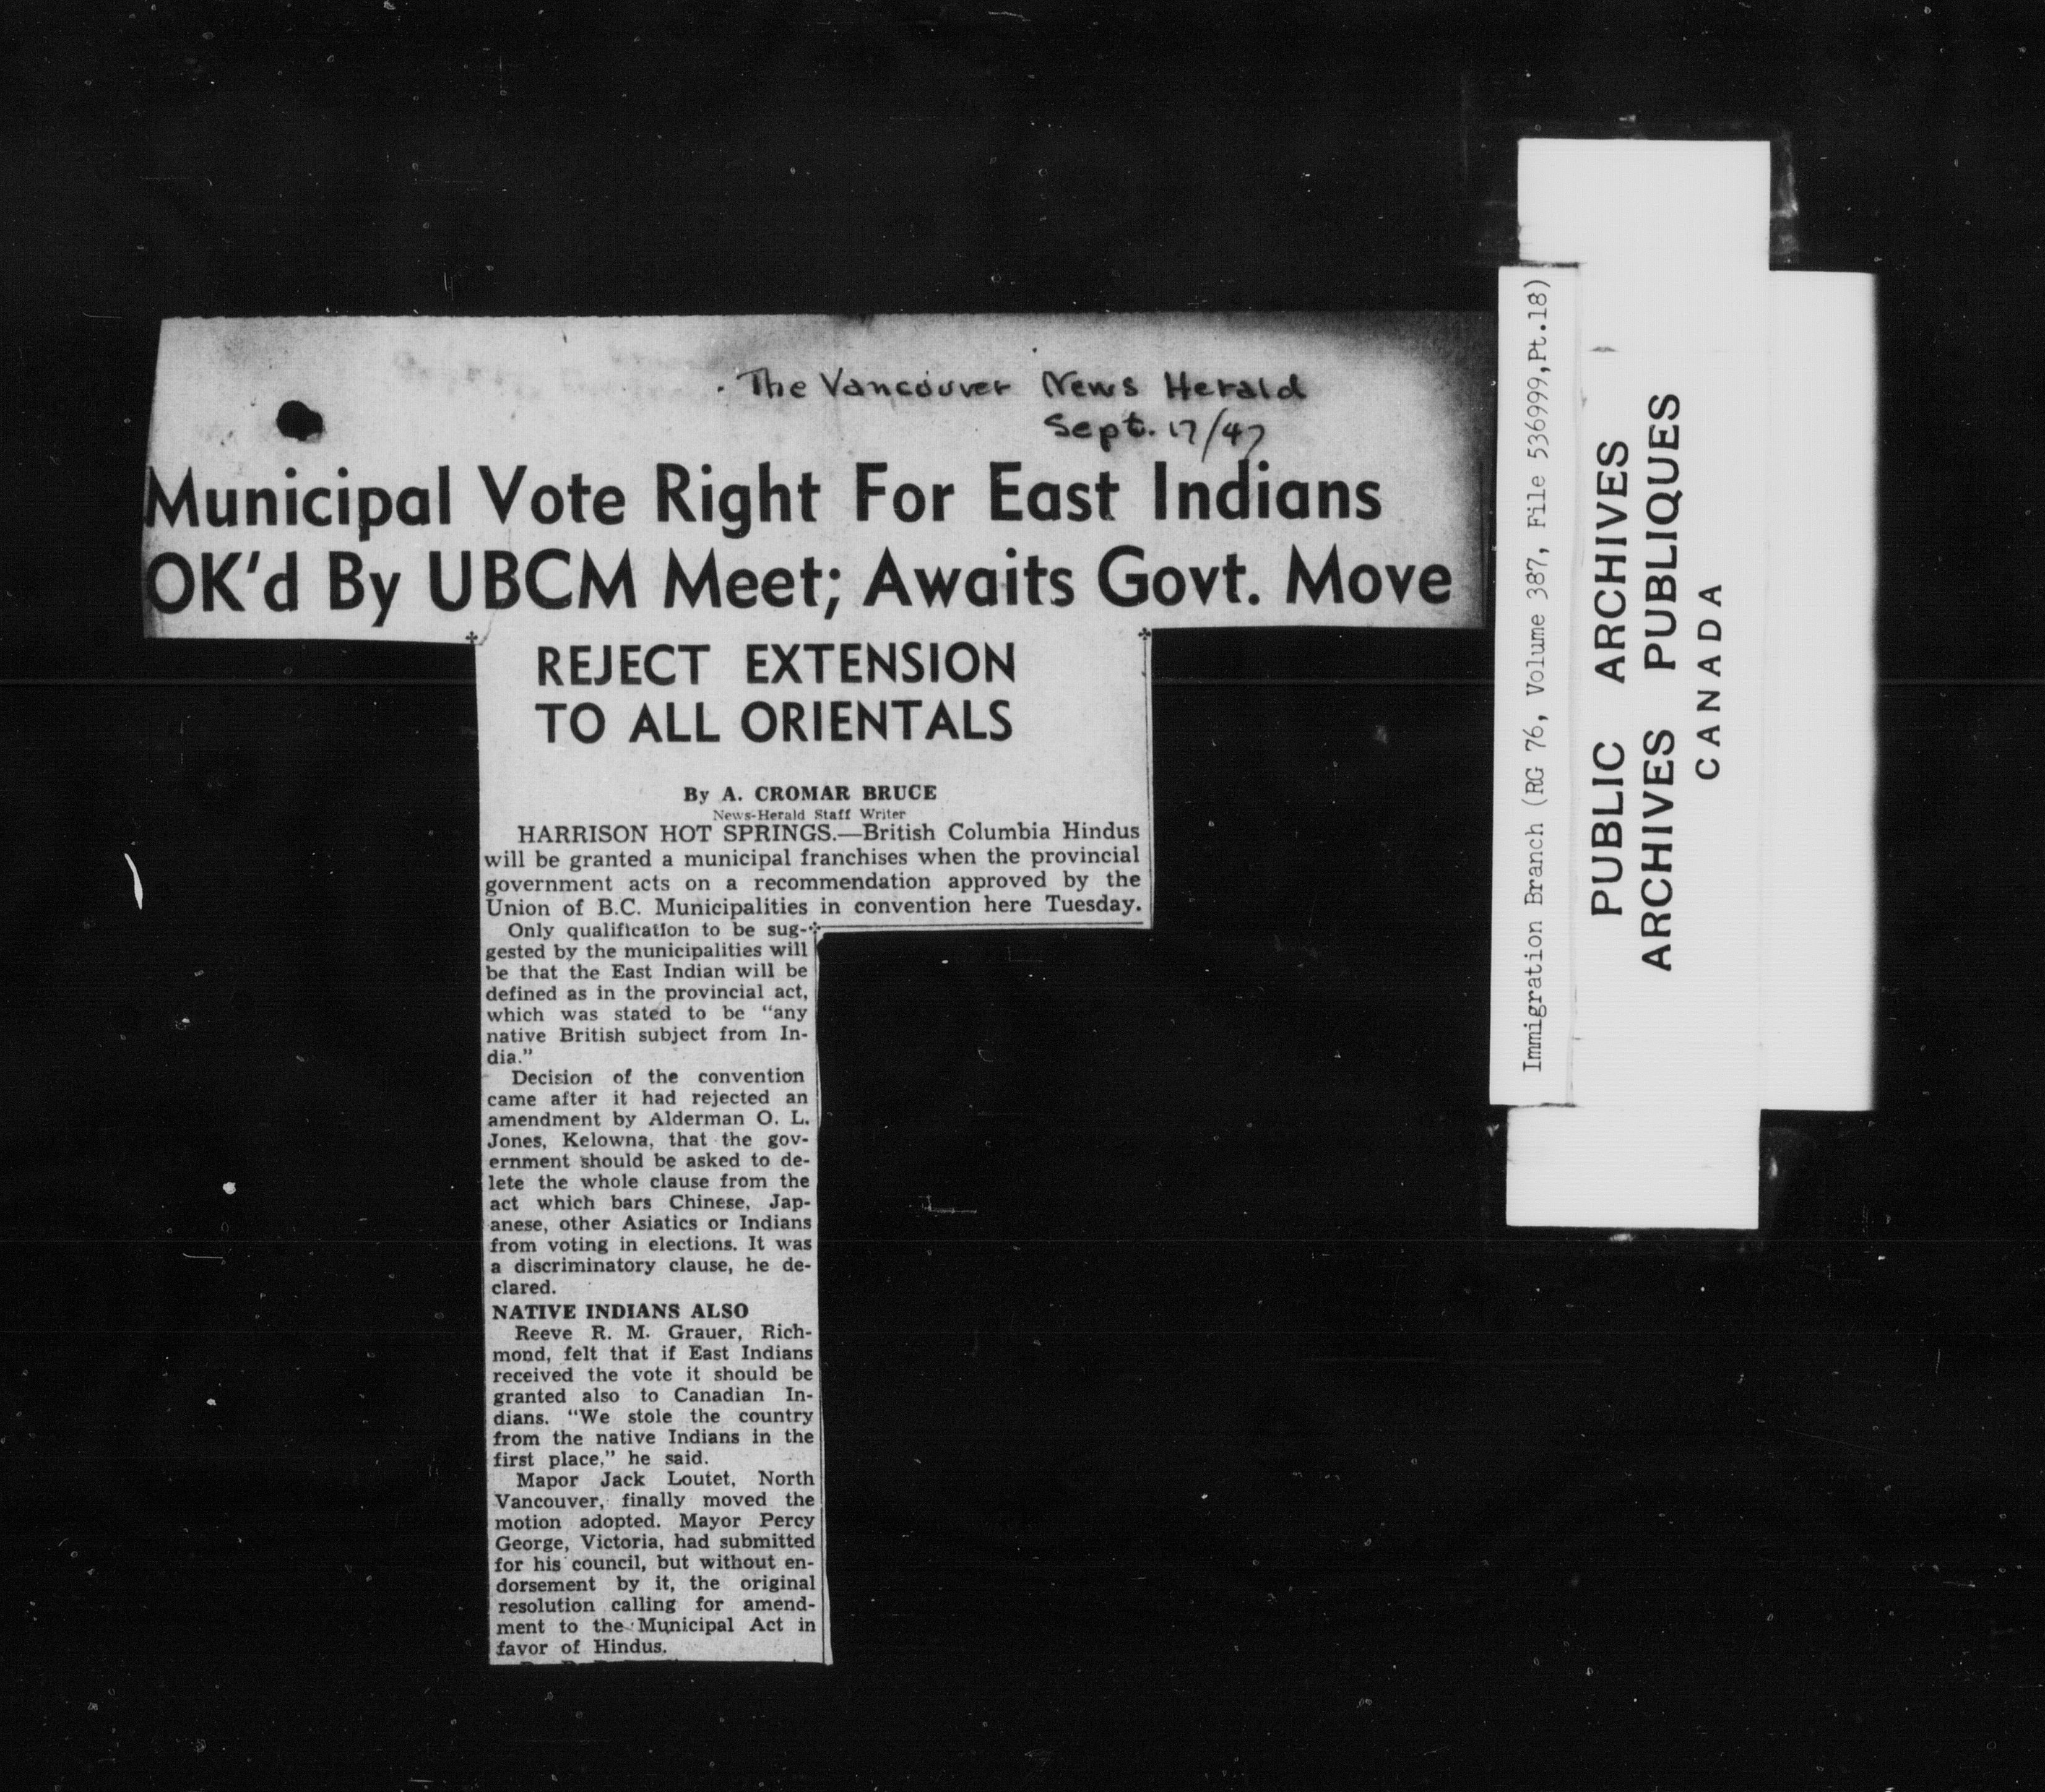 The Vancouver News Herald
Sept. 17/47
Municipal Vote Right For East Indians
OK'd By UBCM Meet; Awaits Govt. Move
REJECT EXTENSION
TO ALL ORIENTALS
By A. CROMAR BRUCE
News-Herald Staff Writer
HARRISON HOT SPRINGS.—British Columbia Hindus
will be granted a municipal franchises when the provincial
government acts on a recommendation approved by the
Union of B.C. Municipalities in convention here Tuesday.
Only qualification to be sug-
gested by the municipalities will
be that the East Indian will be
defined as in the provincial act,
which was stated to be "any
native British subject from In-
dia."
Decision of the convention
came after it had rejected an
amendment by Alderman O. L.
Jones, Kelowna, that the gov-
ernment should be asked to de-
lete the whole clause from the
act which bars Chinese, Jap-
anese, other Asiatics or Indians
from voting in elections. It was
a discriminatory clause, he de-
clared.
NATIVE INDIANS ALSO
Reeve R. M. Grauer, Rich-
mond, felt that if East Indians
received the vote it should be
granted also to Canadian In-
dians. "We stole the country
from the native Indians in the
first place," he said.
Mapor Jack Loutet, North
Vancouver, finally moved the
motion adopted. Mayor Percy
George, Victoria, had submitted
for his council, but without en-
dorsement by it, the original
resolution calling for amend-
ment to the Municipal Act in
favor of Hindus.
Immigration Branch (RG 76, Volume 387, File 536999,Pt.18)
PUBLIC ARCHIVES
ARCHIVES PUBLIQUES
CANADA